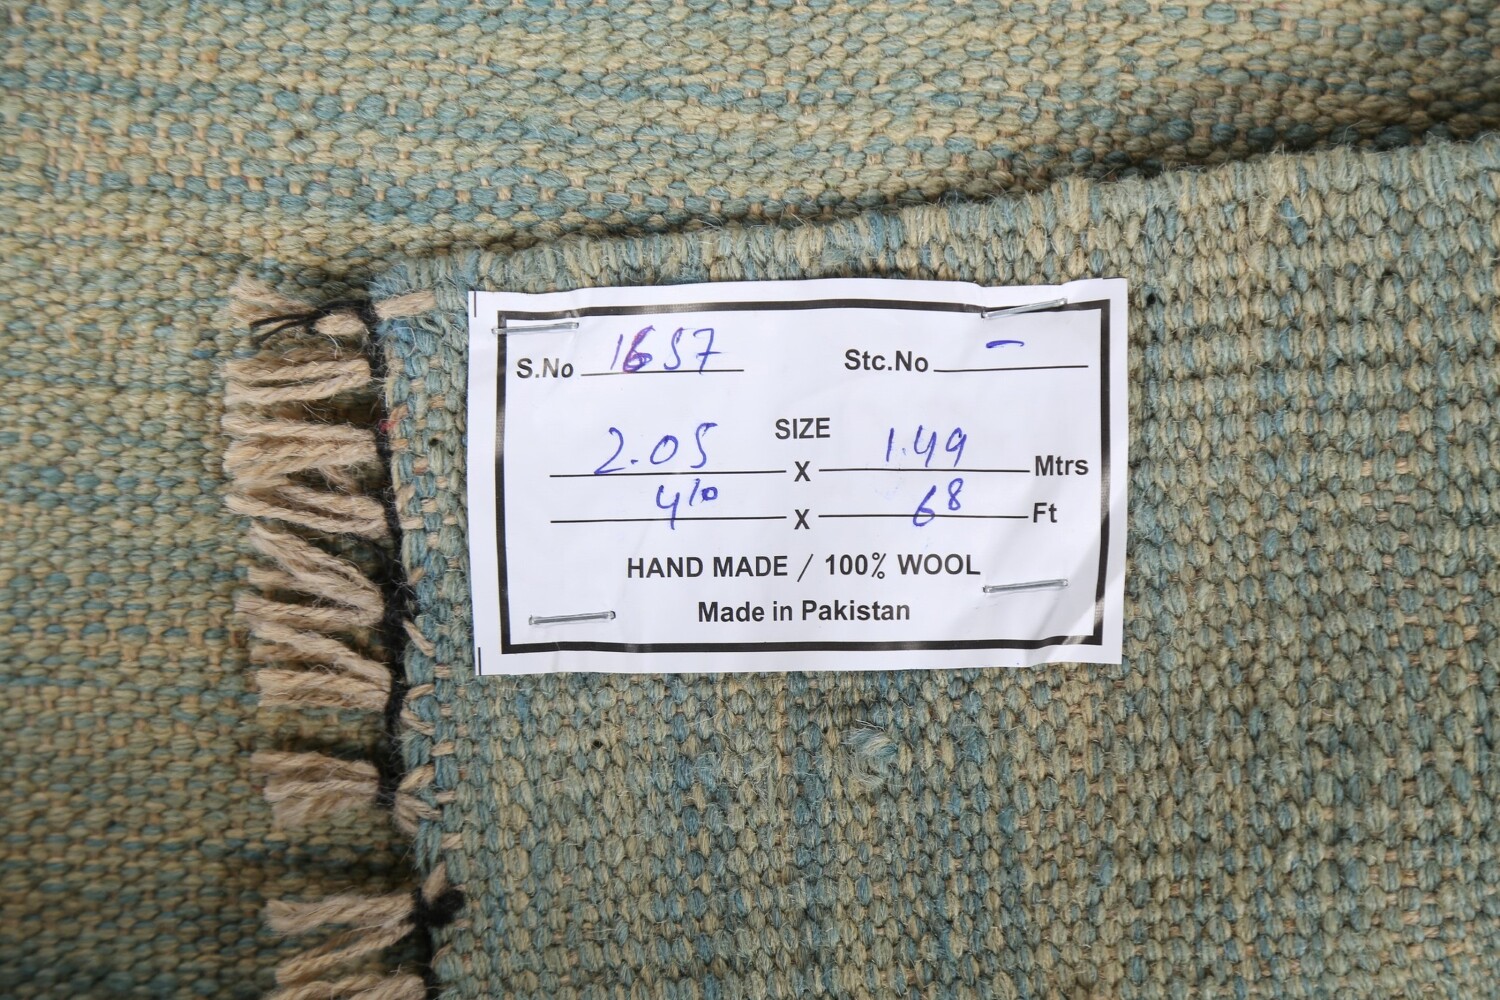 S.No 1657 Stc.No –
SIZE
2.05 X 1.49 Mtrs
4'10 X 6'8 Ft
HAND MADE / 100% WOOL
Made in Pakistan